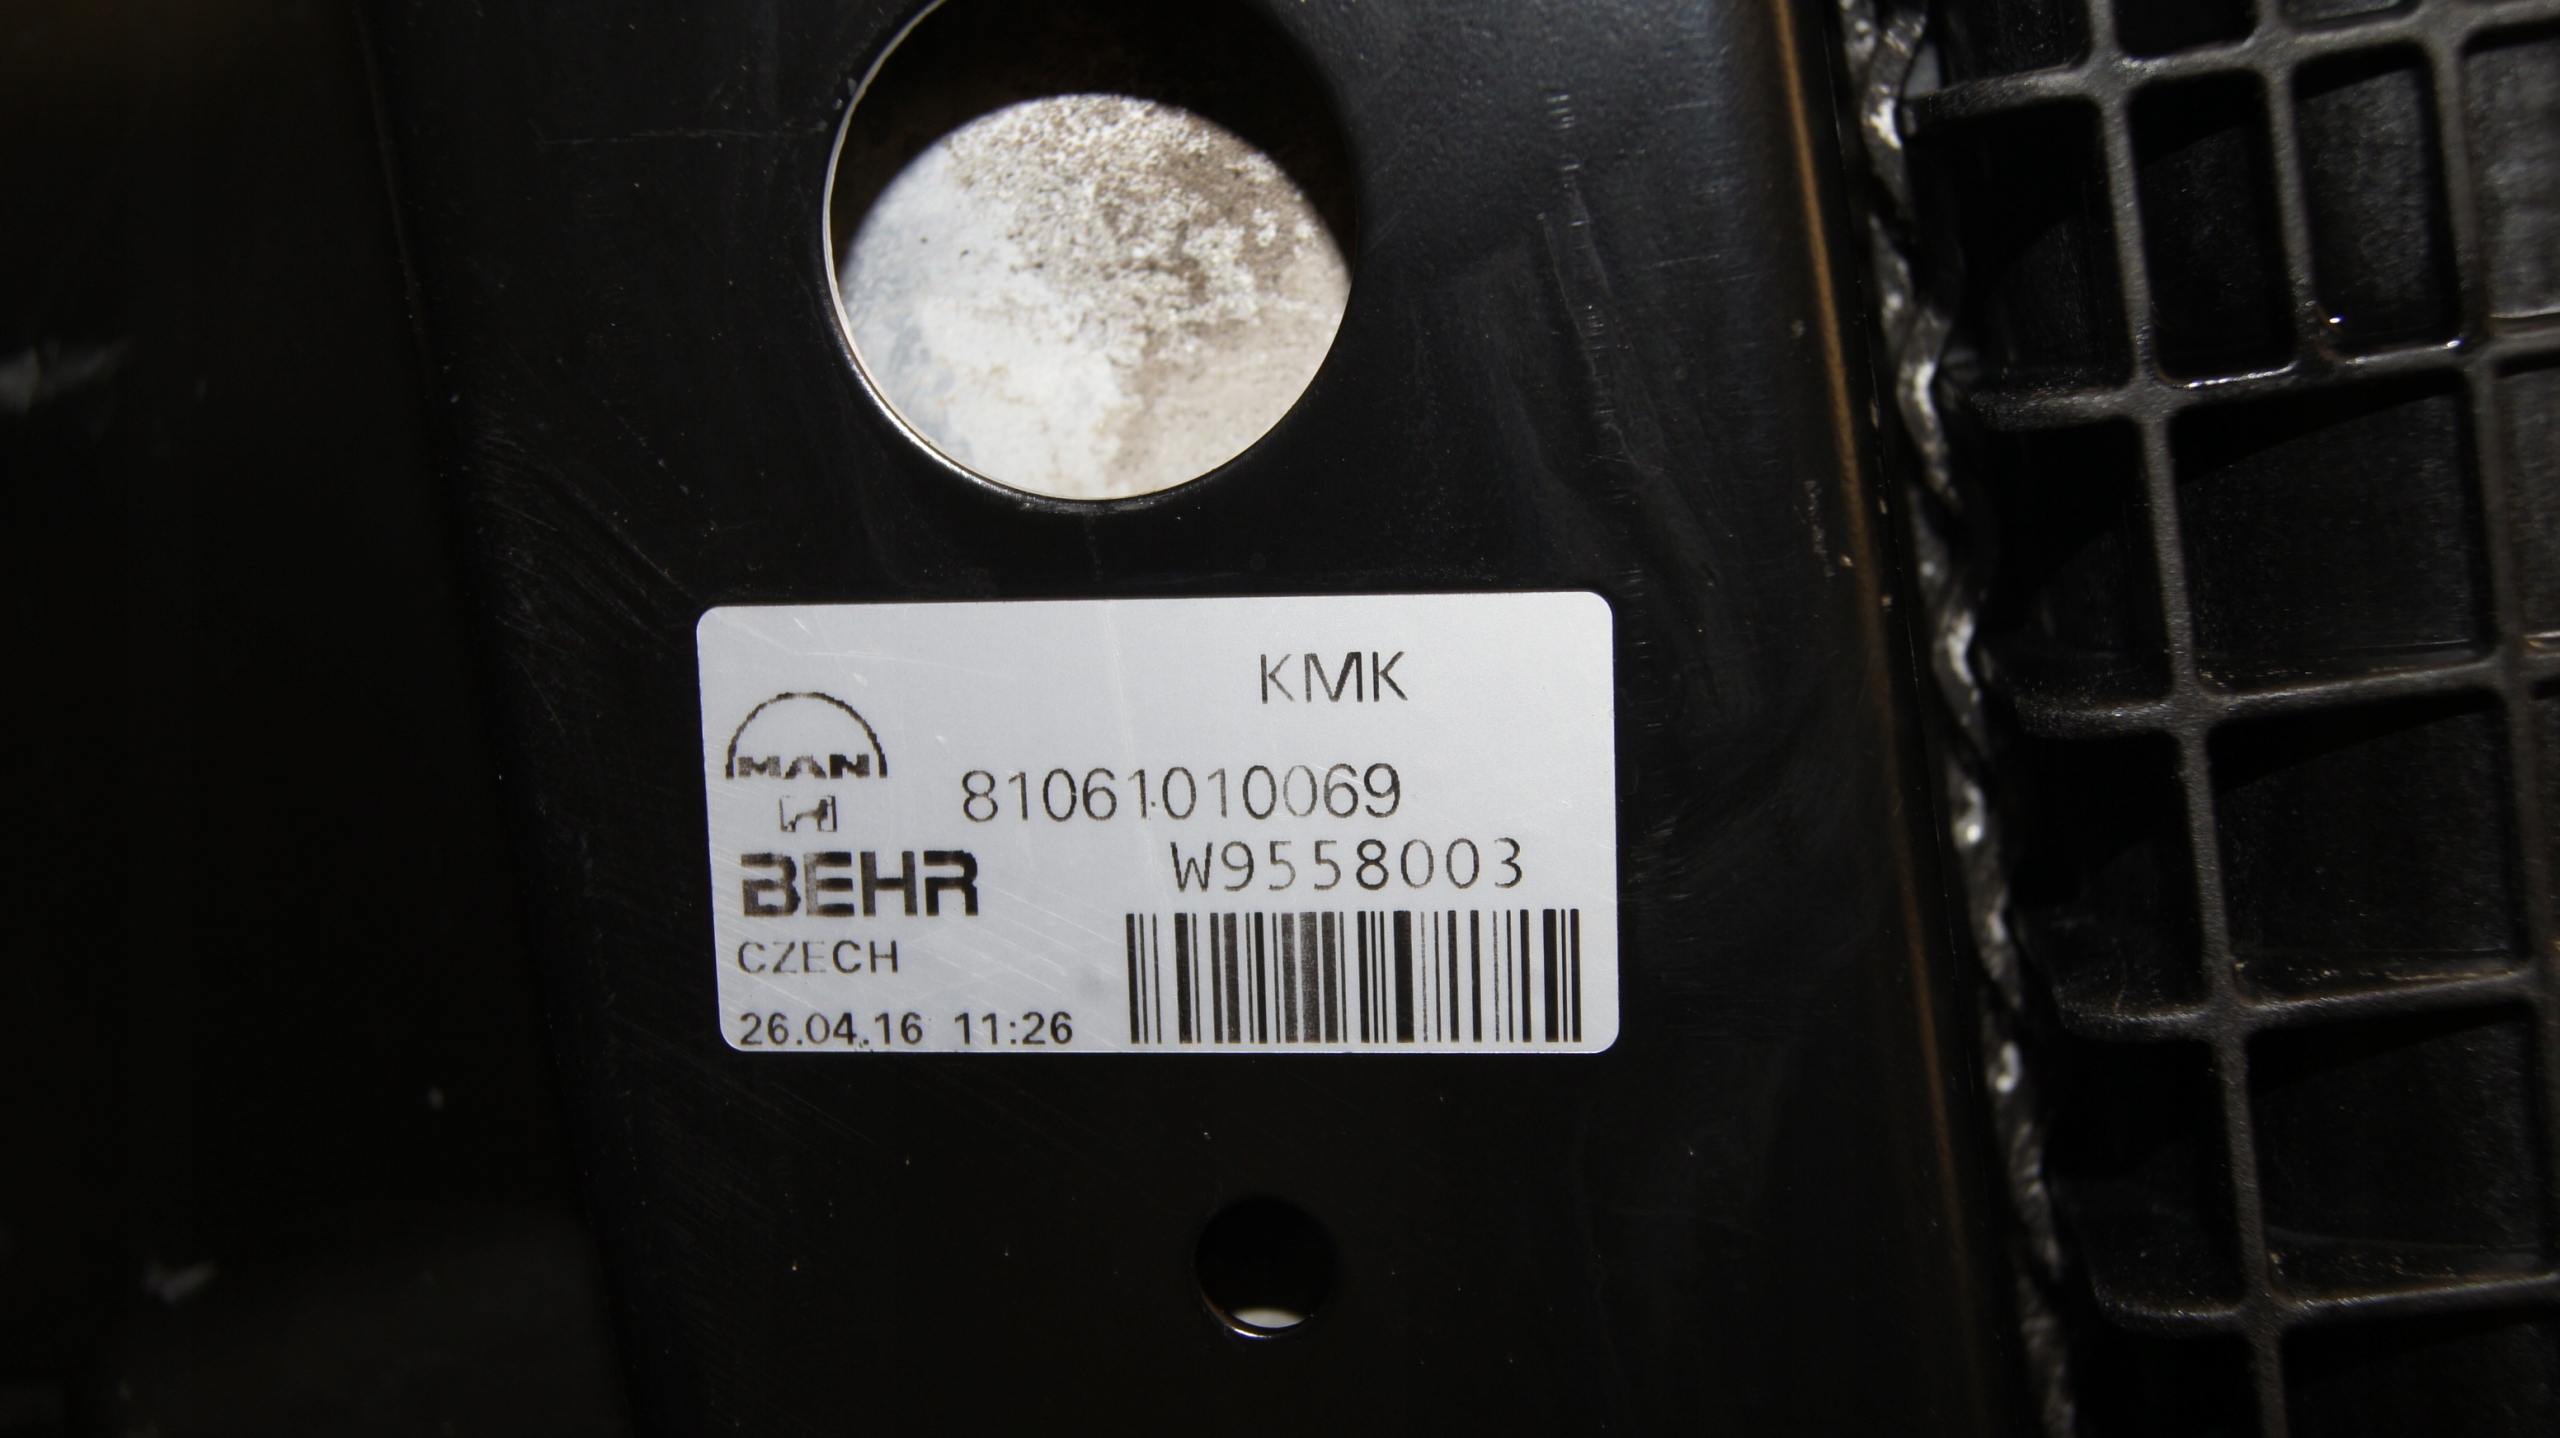 KMK
MAN
81061010069
W9558003
BEHR
CZECH
26.04.16 11:26